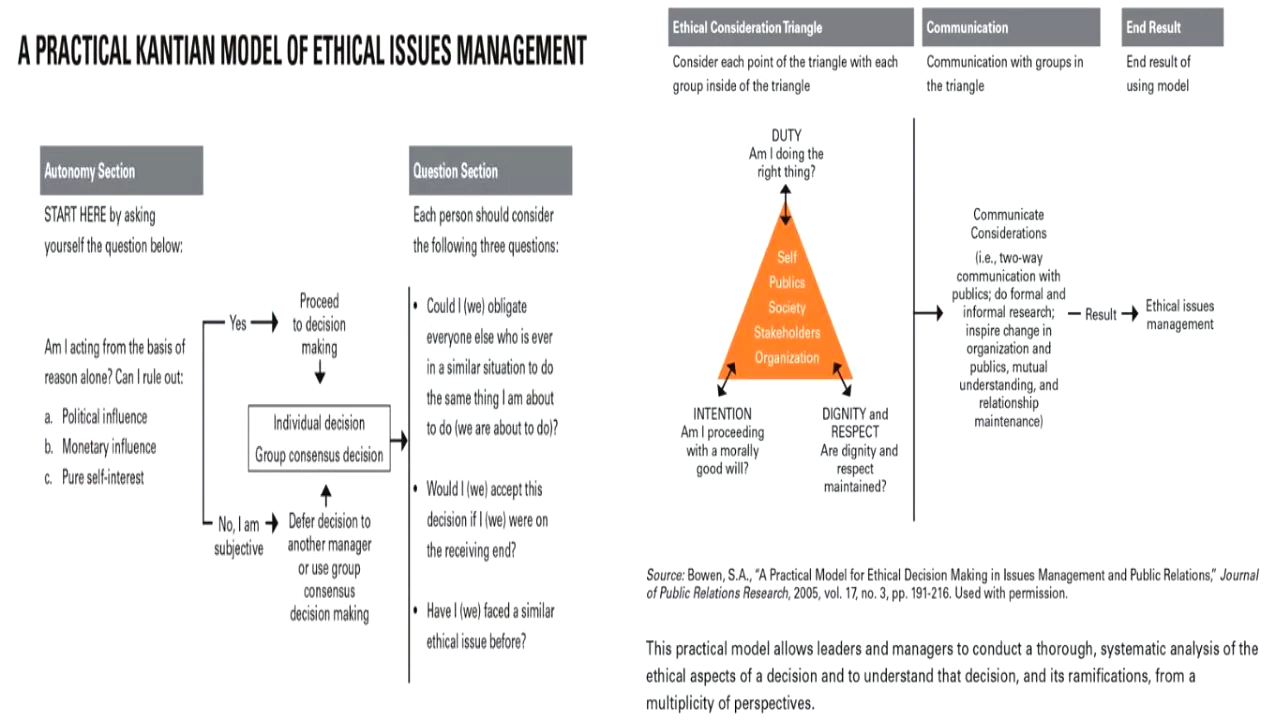 A PRACTICAL KANTIAN MODEL OF ETHICAL ISSUES MANAGEMENT
Autonomy Section
START HERE by asking
yourself the question below:
Am I acting from the basis of
reason alone? Can I rule out:
a. Political influence
b. Monetary influence
c. Pure self-interest
Yes
Proceed
to decision
making
Individual decision
Group consensus decision
No, I am
subjective
Defer decision to
another manager
or use group
consensus
decision making
Question Section
Each person should consider
the following three questions:
• Could I (we) obligate
everyone else who is ever
in a similar situation to do
the same thing I am about
to do (we are about to do)?
• Would I (we) accept this
decision if I (we) were on
the receiving end?
• Have I (we) faced a similar
ethical issue before?
Ethical Consideration Triangle
Consider each point of the triangle with each
group inside of the triangle
DUTY
Am I doing the
right thing?
Self
Publics
Society
Stakeholders
Organization
INTENTION
Am I proceeding
with a morally
good will?
DIGNITY and
RESPECT
Are dignity and
respect
maintained?
Communication
Communication with groups in
the triangle
Communicate
Considerations
(i.e., two-way
communication with
publics; do formal and
informal research;
inspire change in
organization and
publics, mutual
understanding, and
relationship
maintenance)
Result
End Result
End result of
using model
Ethical issues
management
Source: Bowen, S.A., “A Practical Model for Ethical Decision Making in Issues Management and Public Relations,” Journal
of Public Relations Research, 2005, vol. 17, no. 3, pp. 191-216. Used with permission.
This practical model allows leaders and managers to conduct a thorough, systematic analysis of the
ethical aspects of a decision and to understand that decision, and its ramifications, from a
multiplicity of perspectives.